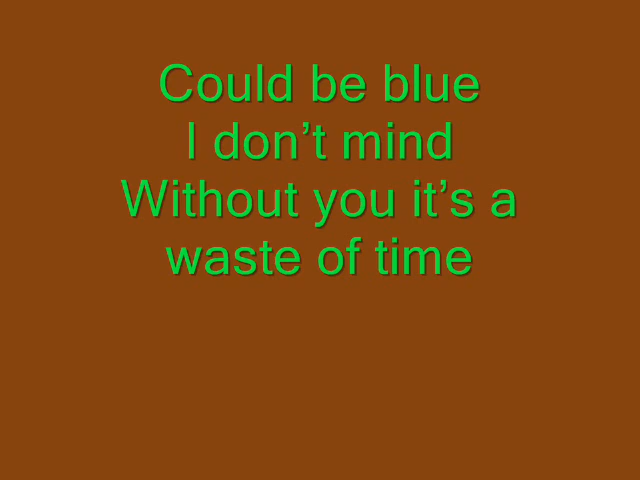 Could be blue
I don’t mind
Without you it’s a
waste of time